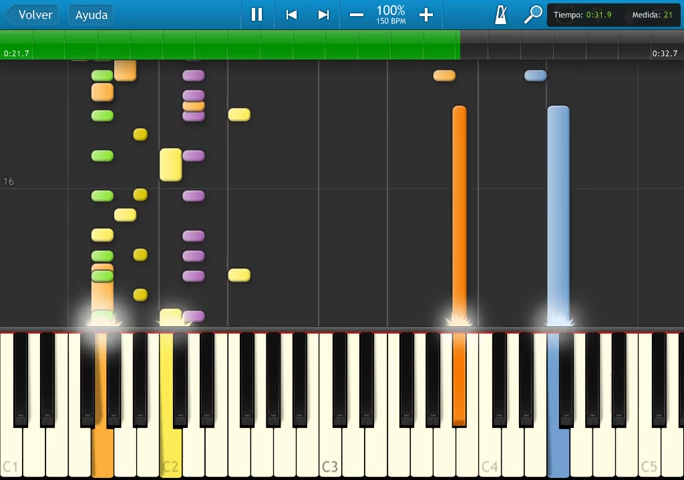 Volver Ayuda 100% 150 BPM Tiempo: 0:31.9 Medida: 21
0:21.7 0:32.7
16
C1 C2 C3 C4 C5